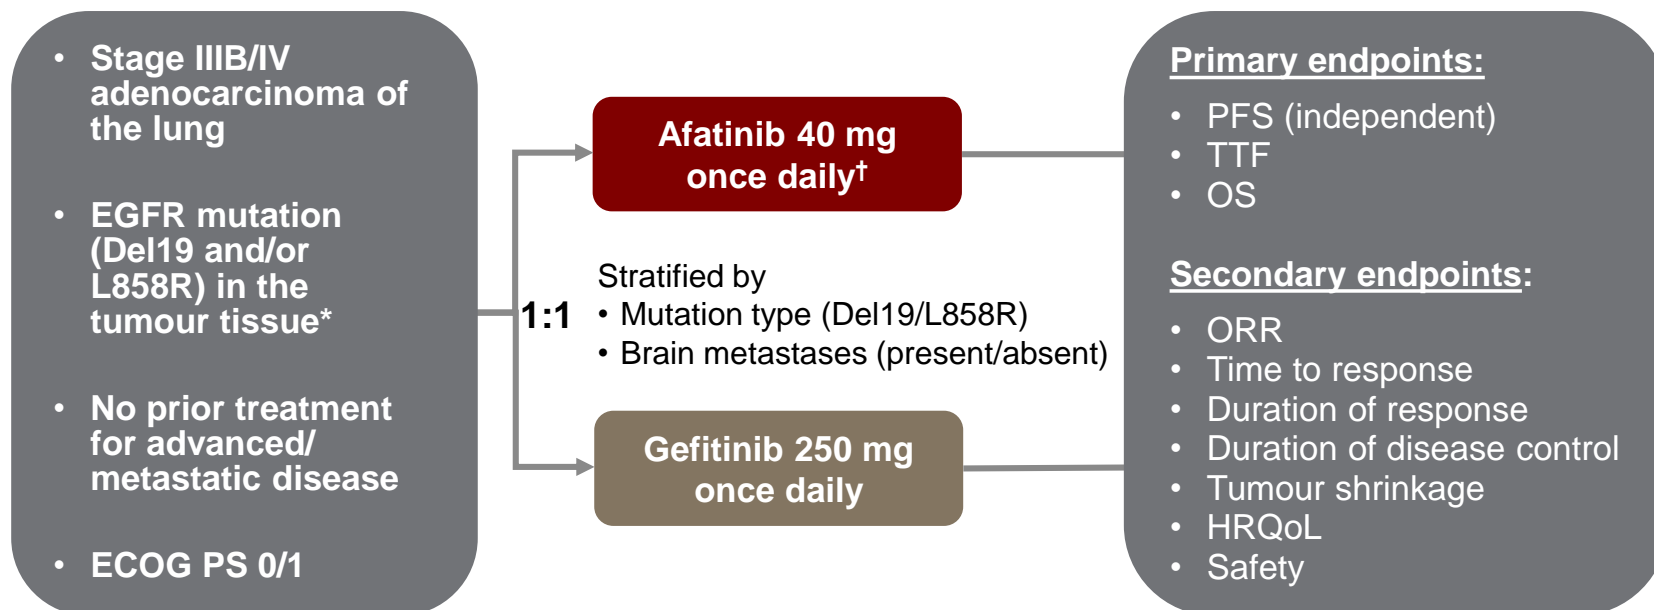 • Stage IIIB/IV
adenocarcinoma of
the lung
• EGFR mutation
(Del19 and/or
L858R) in the
tumour tissue*
• No prior treatment
for advanced/
metastatic disease
• ECOG PS 0/1
1:1
Afatinib 40 mg
once daily†
Stratified by
• Mutation type (Del19/L858R)
• Brain metastases (present/absent)
Gefitinib 250 mg
once daily
Primary endpoints:
• PFS (independent)
• TTF
• OS
Secondary endpoints:
• ORR
• Time to response
• Duration of response
• Duration of disease control
• Tumour shrinkage
• HRQoL
• Safety